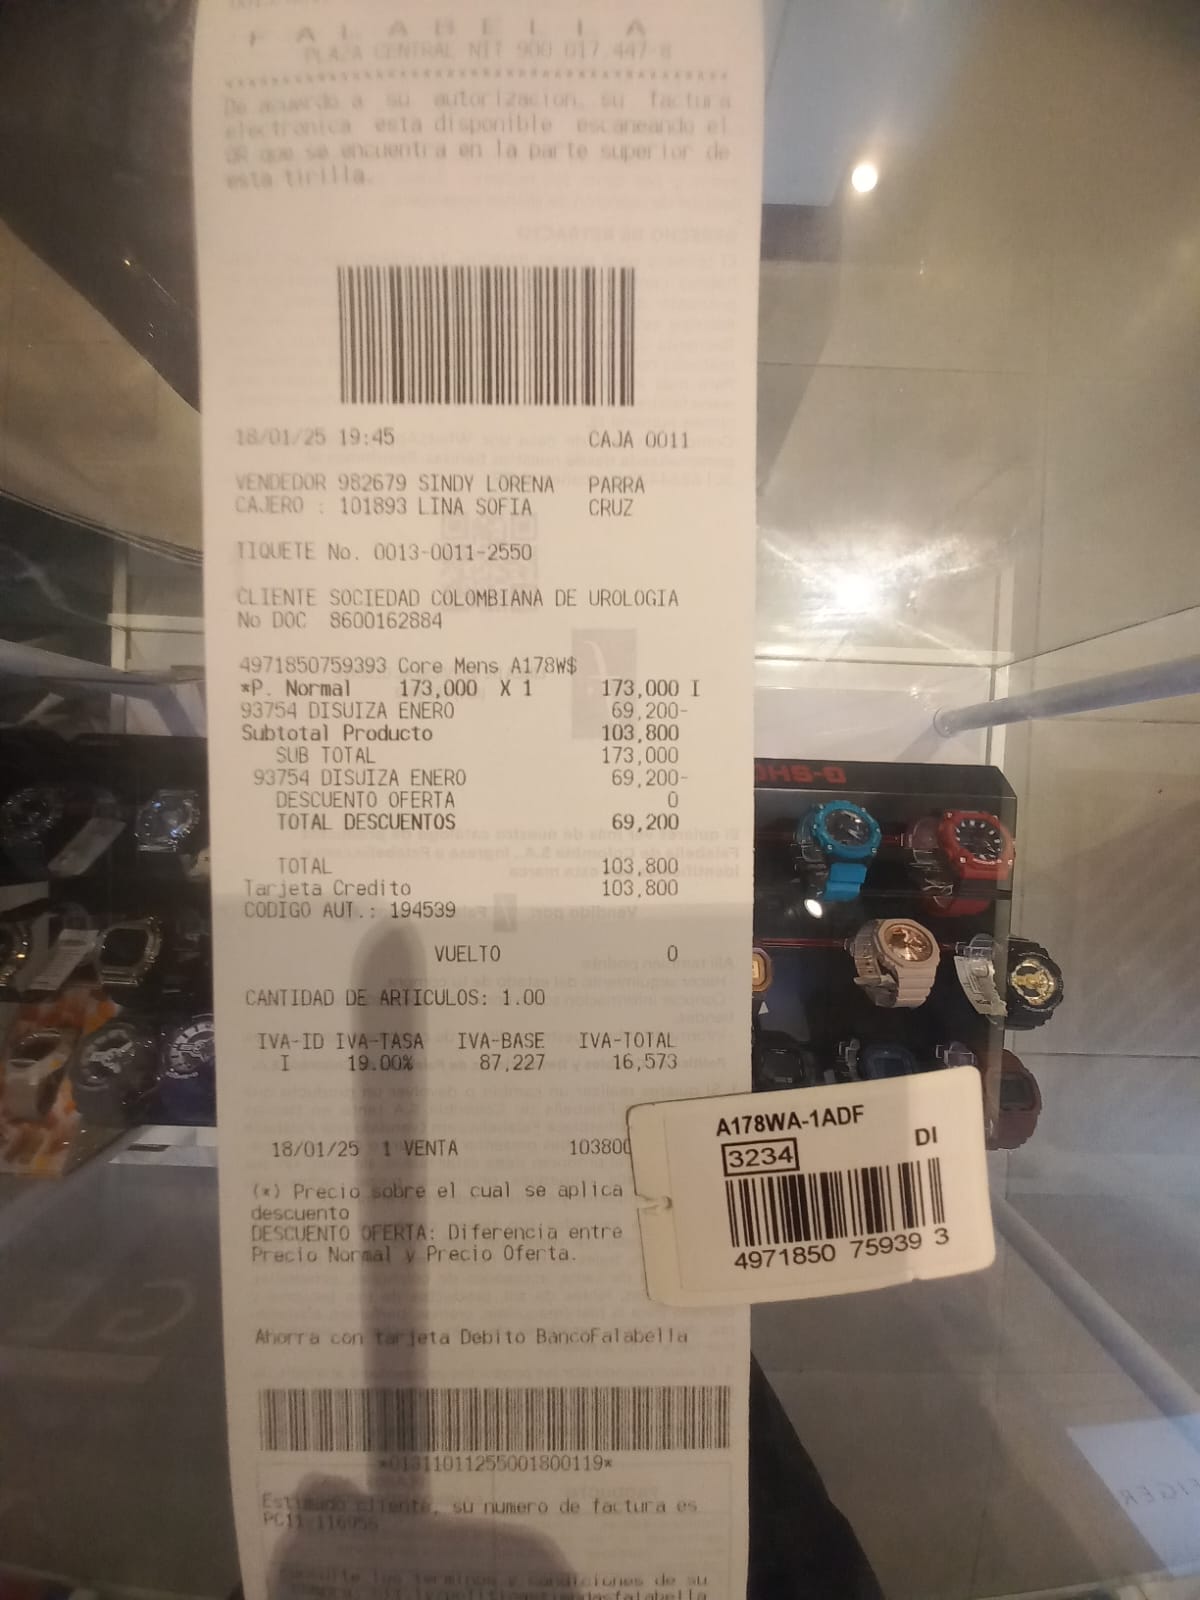 F A L A B E L L A
PLAZA CENTRAL NIT 900 017.447-8
De acuerdo a su autorizacion, su factura
electronica esta disponible escaneando el
QR que se encuentra en la parte superior de
esta tirilla.
18/01/25 19:45 CAJA 0011
VENDEDOR 982679 SINDY LORENA PARRA
CAJERO : 101893 LINA SOFIA CRUZ
TIQUETE No. 0013-0011-2550
CLIENTE SOCIEDAD COLOMBIANA DE UROLOGIA
No DOC 8600162884
4971850759393 Core Mens A178W$
*P. Normal 173,000 X 1 173,000 I
93754 DISUIZA ENERO 69,200-
Subtotal Producto 103,800
SUB TOTAL 173,000
93754 DISUIZA ENERO 69,200-
DESCUENTO OFERTA 0
TOTAL DESCUENTOS 69,200
TOTAL 103,800
Tarjeta Credito 103,800
CODIGO AUT.: 194539
VUELTO 0
CANTIDAD DE ARTICULOS: 1.00
IVA-ID IVA-TASA IVA-BASE IVA-TOTAL
I 19.00% 87,227 16,573
18/01/25 1 VENTA 103800
(*) Precio sobre el cual se aplica
descuento
DESCUENTO OFERTA: Diferencia entre
Precio Normal y Precio Oferta.
Ahorra con tarjeta Debito BancoFalabella
*01311011255001800119*
Estimado cliente, su numero de factura es
PC11
los terminos y condiciones de su
A178WA-1ADF
DI
3234
4971850 75939 3
G-SHO